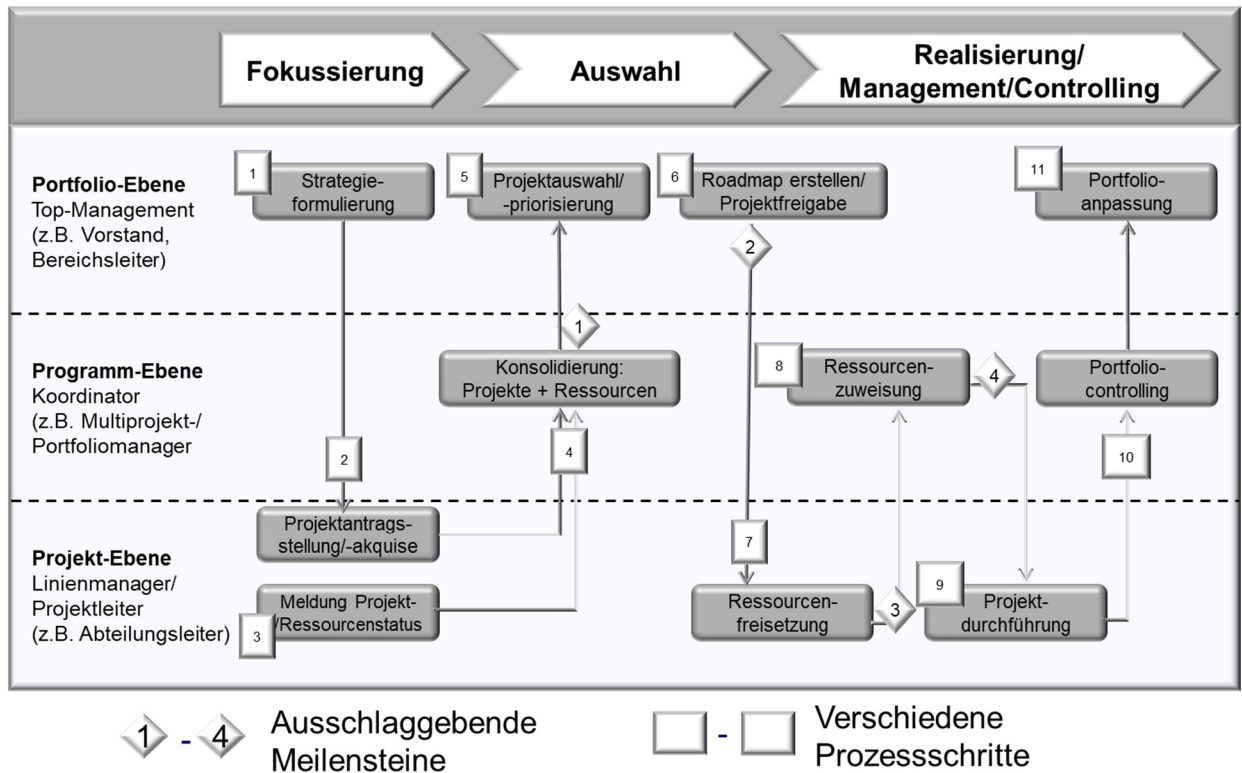 Fokussierung
Auswahl
Realisierung/
Management/Controlling
Portfolio-Ebene
Top-Management
(z.B. Vorstand,
Bereichsleiter)
1
Strategie-
formulierung
5
Projektauswahl/
-priorisierung
6
Roadmap erstellen/
Projektfreigabe
2
11
Portfolio-
anpassung
Programm-Ebene
Koordinator
(z.B. Multiprojekt-/
Portfoliomanager
1
Konsolidierung:
Projekte + Ressourcen
8
Ressourcen-
zuweisung
4
Portfolio-
controlling
2
4
10
Projekt-Ebene
Linienmanager/
Projektleiter
(z.B. Abteilungsleiter)
Projektantrags-
stellung/-akquise
3
Meldung Projekt-
/Ressourcenstatus
7
Ressourcen-
freisetzung
3
9
Projekt-
durchführung
1 - 4
Ausschlaggebende
Meilensteine
-
Verschiedene
Prozessschritte